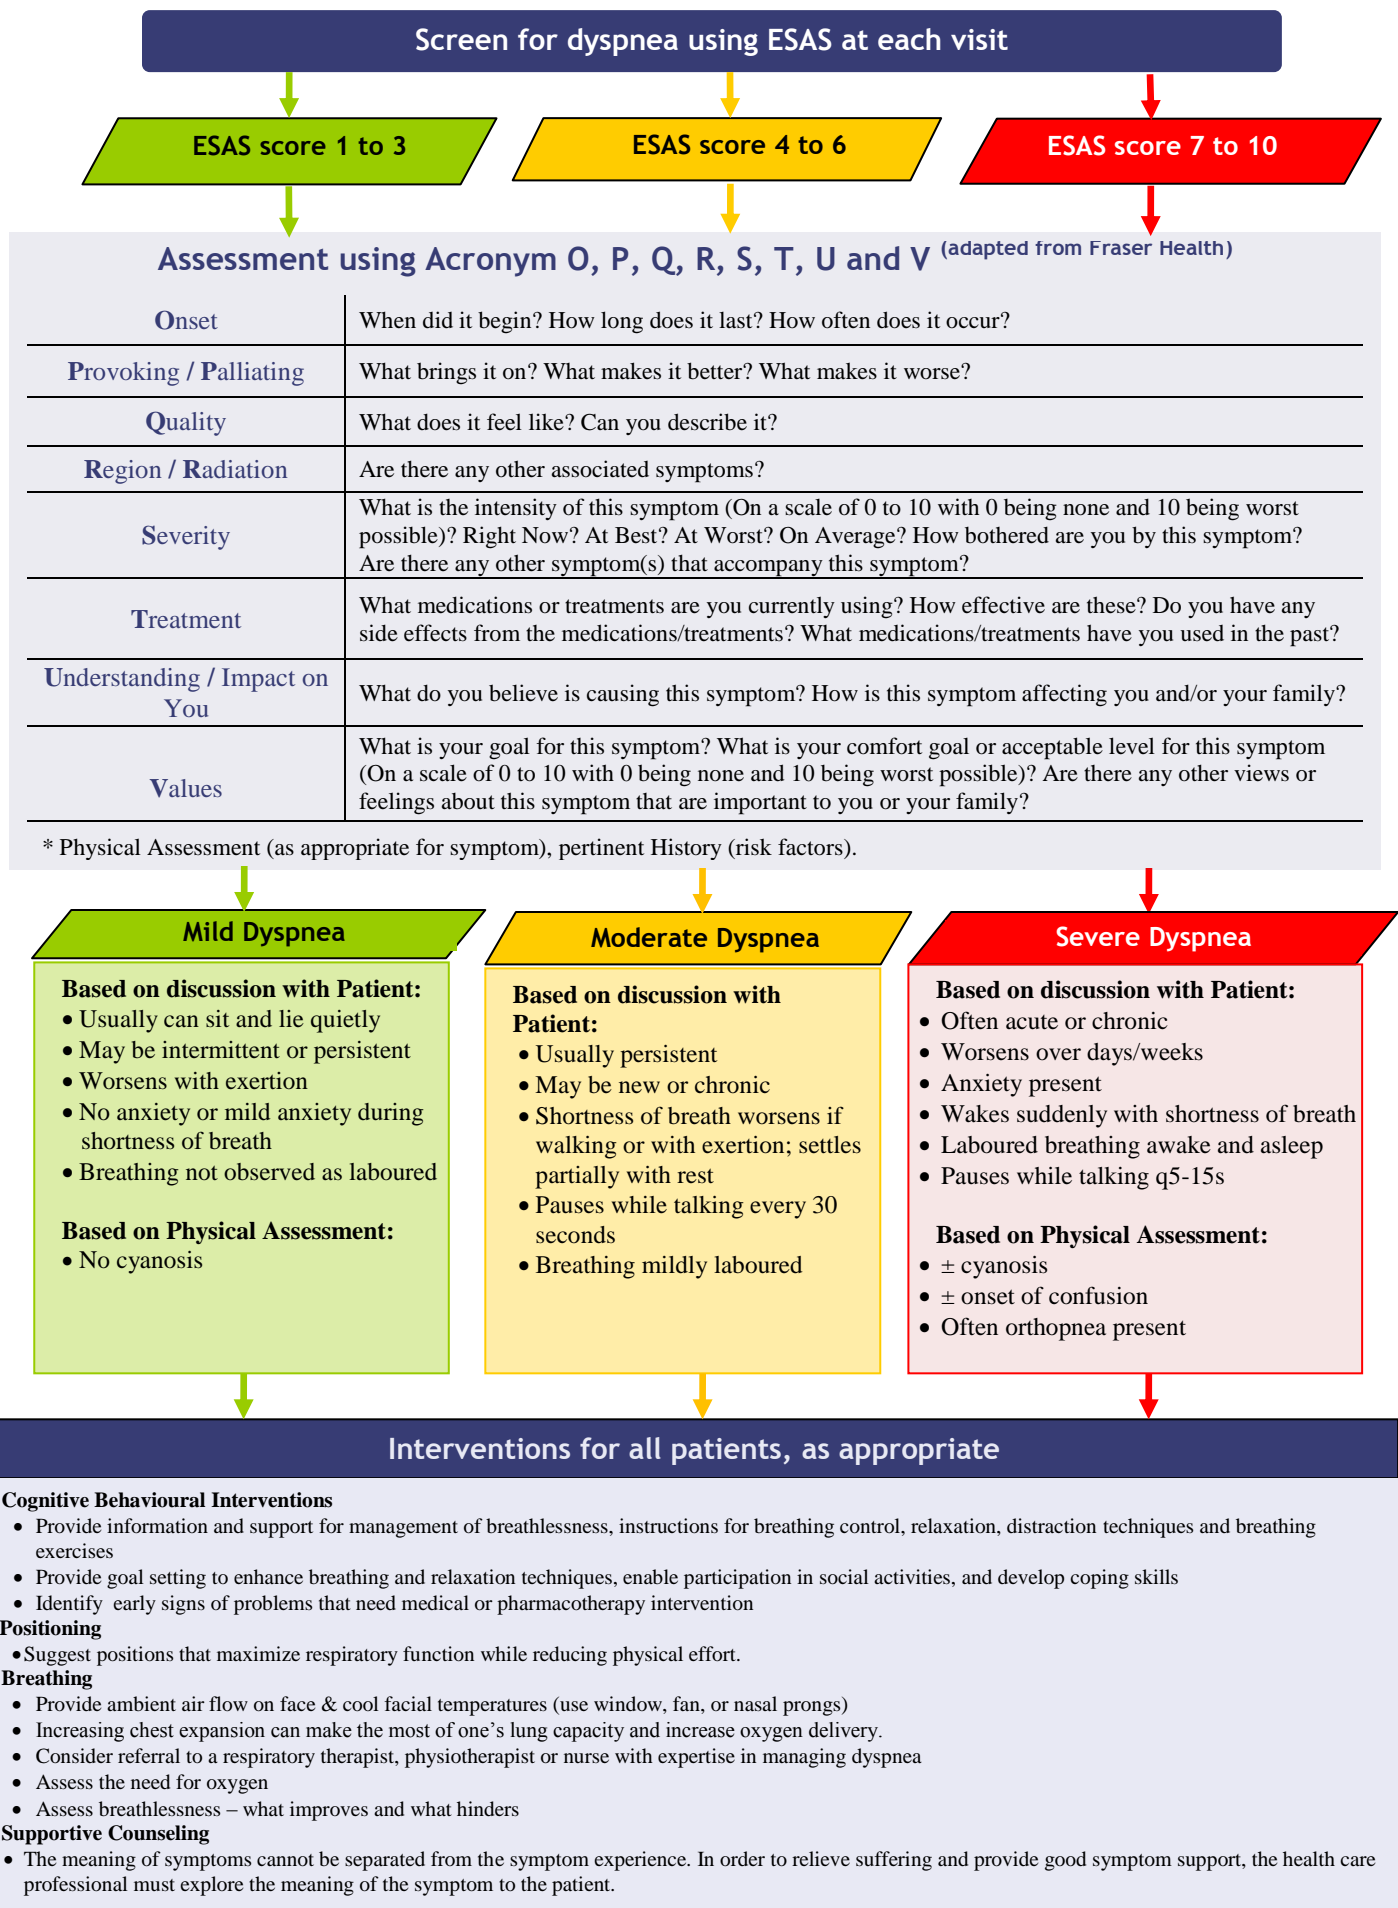 Screen for dyspnea using ESAS at each visit
ESAS score 1 to 3
ESAS score 4 to 6
ESAS score 7 to 10
Assessment using Acronym O, P, Q, R, S, T, U and V (adapted from Fraser Health)
Onset
When did it begin? How long does it last? How often does it occur?
Provoking / Palliating
What brings it on? What makes it better? What makes it worse?
Quality
What does it feel like? Can you describe it?
Region / Radiation
Are there any other associated symptoms?
Severity
What is the intensity of this symptom (On a scale of 0 to 10 with 0 being none and 10 being worst
possible)? Right Now? At Best? At Worst? On Average? How bothered are you by this symptom?
Are there any other symptom(s) that accompany this symptom?
Treatment
What medications or treatments are you currently using? How effective are these? Do you have any
side effects from the medications/treatments? What medications/treatments have you used in the past?
Understanding / Impact on
You
What do you believe is causing this symptom? How is this symptom affecting you and/or your family?
Values
What is your goal for this symptom? What is your comfort goal or acceptable level for this symptom
(On a scale of 0 to 10 with 0 being none and 10 being worst possible)? Are there any other views or
feelings about this symptom that are important to you or your family?
* Physical Assessment (as appropriate for symptom), pertinent History (risk factors).
Mild Dyspnea
Based on discussion with Patient:
• Usually can sit and lie quietly
• May be intermittent or persistent
• Worsens with exertion
• No anxiety or mild anxiety during
shortness of breath
• Breathing not observed as laboured
Based on Physical Assessment:
• No cyanosis
Moderate Dyspnea
Based on discussion with
Patient:
• Usually persistent
• May be new or chronic
• Shortness of breath worsens if
walking or with exertion; settles
partially with rest
• Pauses while talking every 30
seconds
• Breathing mildly laboured
Severe Dyspnea
Based on discussion with Patient:
• Often acute or chronic
• Worsens over days/weeks
• Anxiety present
• Wakes suddenly with shortness of breath
• Laboured breathing awake and asleep
• Pauses while talking q5-15s
Based on Physical Assessment:
• ± cyanosis
• ± onset of confusion
• Often orthopnea present
Interventions for all patients, as appropriate
Cognitive Behavioural Interventions
• Provide information and support for management of breathlessness, instructions for breathing control, relaxation, distraction techniques and breathing
exercises
• Provide goal setting to enhance breathing and relaxation techniques, enable participation in social activities, and develop coping skills
• Identify early signs of problems that need medical or pharmacotherapy intervention
Positioning
• Suggest positions that maximize respiratory function while reducing physical effort.
Breathing
• Provide ambient air flow on face & cool facial temperatures (use window, fan, or nasal prongs)
• Increasing chest expansion can make the most of one's lung capacity and increase oxygen delivery.
• Consider referral to a respiratory therapist, physiotherapist or nurse with expertise in managing dyspnea
• Assess the need for oxygen
• Assess breathlessness – what improves and what hinders
Supportive Counseling
• The meaning of symptoms cannot be separated from the symptom experience. In order to relieve suffering and provide good symptom support, the health care
professional must explore the meaning of the symptom to the patient.